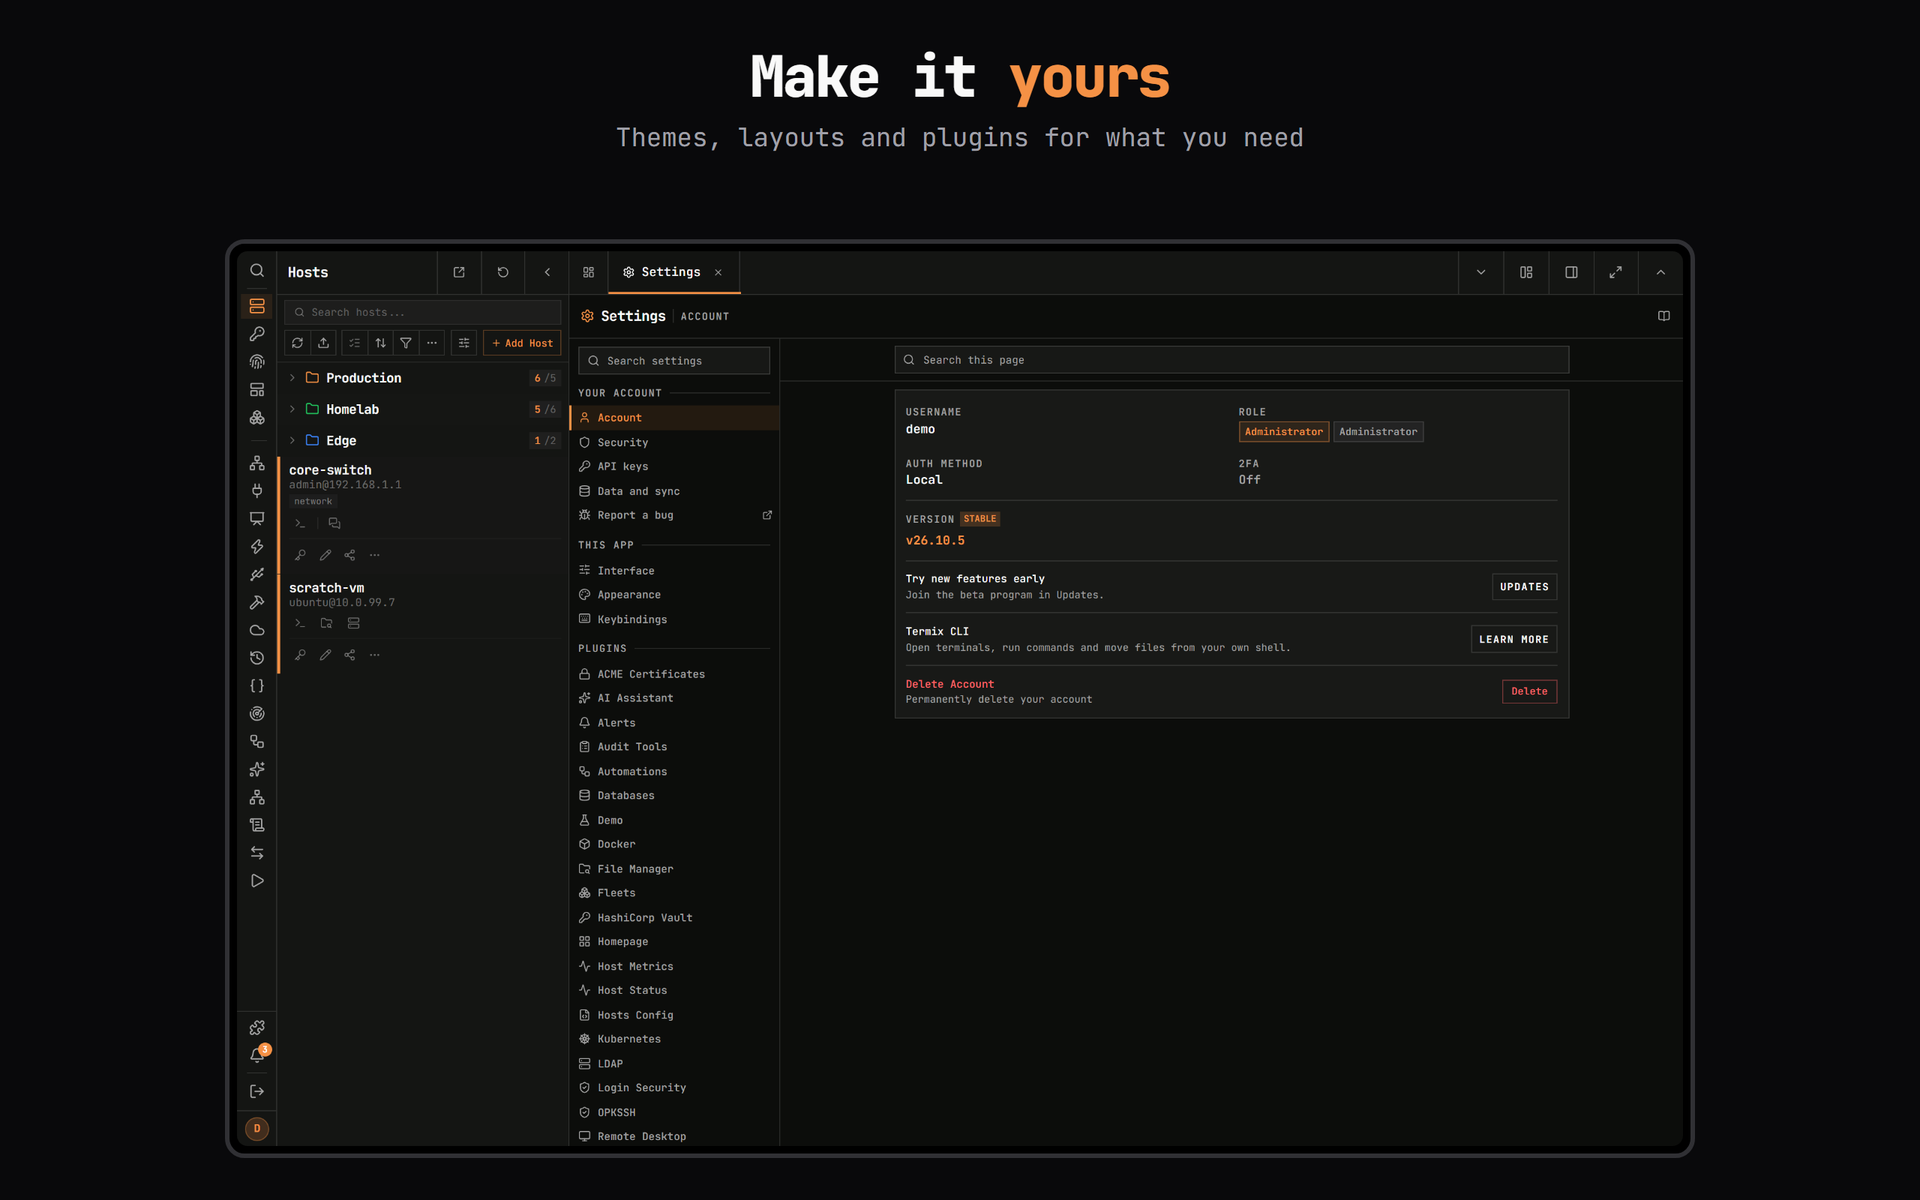 Make it yours
Themes, layouts and plugins for what you need
Hosts
Settings
Search hosts...
+ Add Host
Production 6 /5
Homelab 5 /6
Edge 1 /2
core-switch
admin@192.168.1.1
network
scratch-vm
ubuntu@10.0.99.7
3
D
Settings ACCOUNT
Search settings
YOUR ACCOUNT
Account
Security
API keys
Data and sync
Report a bug
THIS APP
Interface
Appearance
Keybindings
PLUGINS
ACME Certificates
AI Assistant
Alerts
Audit Tools
Automations
Databases
Demo
Docker
File Manager
Fleets
HashiCorp Vault
Homepage
Host Metrics
Host Status
Hosts Config
Kubernetes
LDAP
Login Security
OPKSSH
Remote Desktop
Search this page
USERNAME
demo
ROLE
Administrator Administrator
AUTH METHOD
Local
2FA
Off
VERSION STABLE
v26.10.5
Try new features early
Join the beta program in Updates.
UPDATES
Termix CLI
Open terminals, run commands and move files from your own shell.
LEARN MORE
Delete Account
Permanently delete your account
Delete